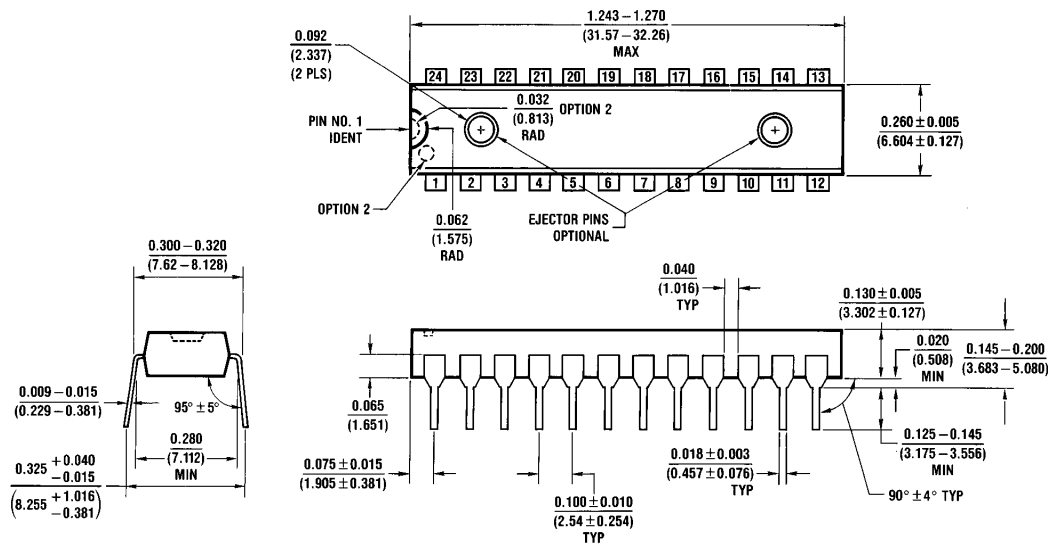 1.243 – 1.270
(31.57 – 32.26)
MAX
0.092
(2.337)
(2 PLS)
24 23 22 21 20 19 18 17 16 15 14 13
0.032
(0.813)
RAD
OPTION 2
PIN NO. 1
IDENT
0.260 ± 0.005
(6.604 ± 0.127)
1 2 3 4 5 6 7 8 9 10 11 12
OPTION 2
0.062
(1.575)
RAD
EJECTOR PINS
OPTIONAL
0.300 – 0.320
(7.62 – 8.128)
0.040
(1.016)
TYP
0.130 ± 0.005
(3.302 ± 0.127)
0.020
(0.508)
MIN
0.145 – 0.200
(3.683 – 5.080)
0.009 – 0.015
(0.229 – 0.381)
95° ± 5°
0.280
(7.112)
MIN
0.325 +0.040 –0.015
(8.255 +1.016 –0.381)
0.065
(1.651)
0.075 ± 0.015
(1.905 ± 0.381)
0.100 ± 0.010
(2.54 ± 0.254)
TYP
0.018 ± 0.003
(0.457 ± 0.076)
TYP
0.125 – 0.145
(3.175 – 3.556)
MIN
90° ± 4° TYP